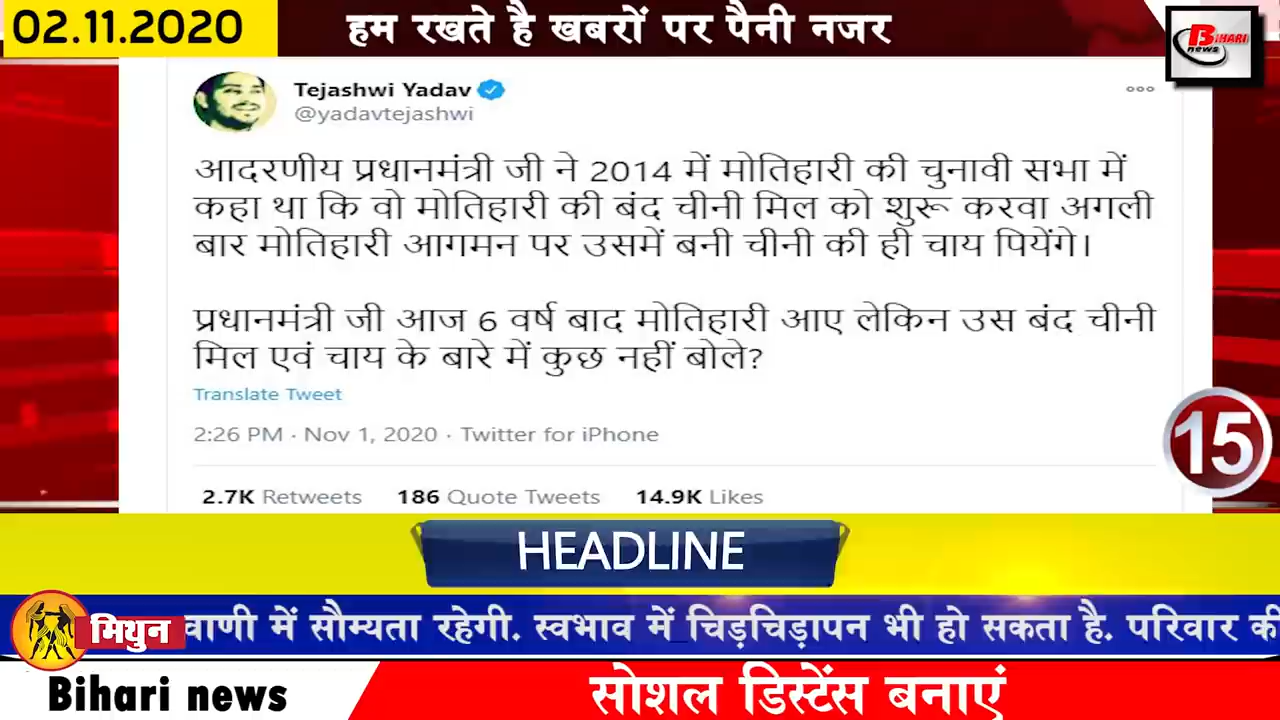 02.11.2020
हम रखते है खबरों पर पैनी नजर
BIHARI
news
Tejashwi Yadav
@yadavtejashwi
आदरणीय प्रधानमंत्री जी ने 2014 में मोतिहारी की चुनावी सभा में
कहा था कि वो मोतिहारी की बंद चीनी मिल को शुरू करवा अगली
बार मोतिहारी आगमन पर उसमें बनी चीनी की ही चाय पियेंगे।
प्रधानमंत्री जी आज 6 वर्ष बाद मोतिहारी आए लेकिन उस बंद चीनी
मिल एवं चाय के बारे में कुछ नहीं बोले?
Translate Tweet
2:26 PM · Nov 1, 2020 · Twitter for iPhone
15
2.7K Retweets 186 Quote Tweets 14.9K Likes
HEADLINE
मिथुन वाणी में सौम्यता रहेगी. स्वभाव में चिड़चिड़ापन भी हो सकता है. परिवार की
Bihari news
सोशल डिस्टेंस बनाएं